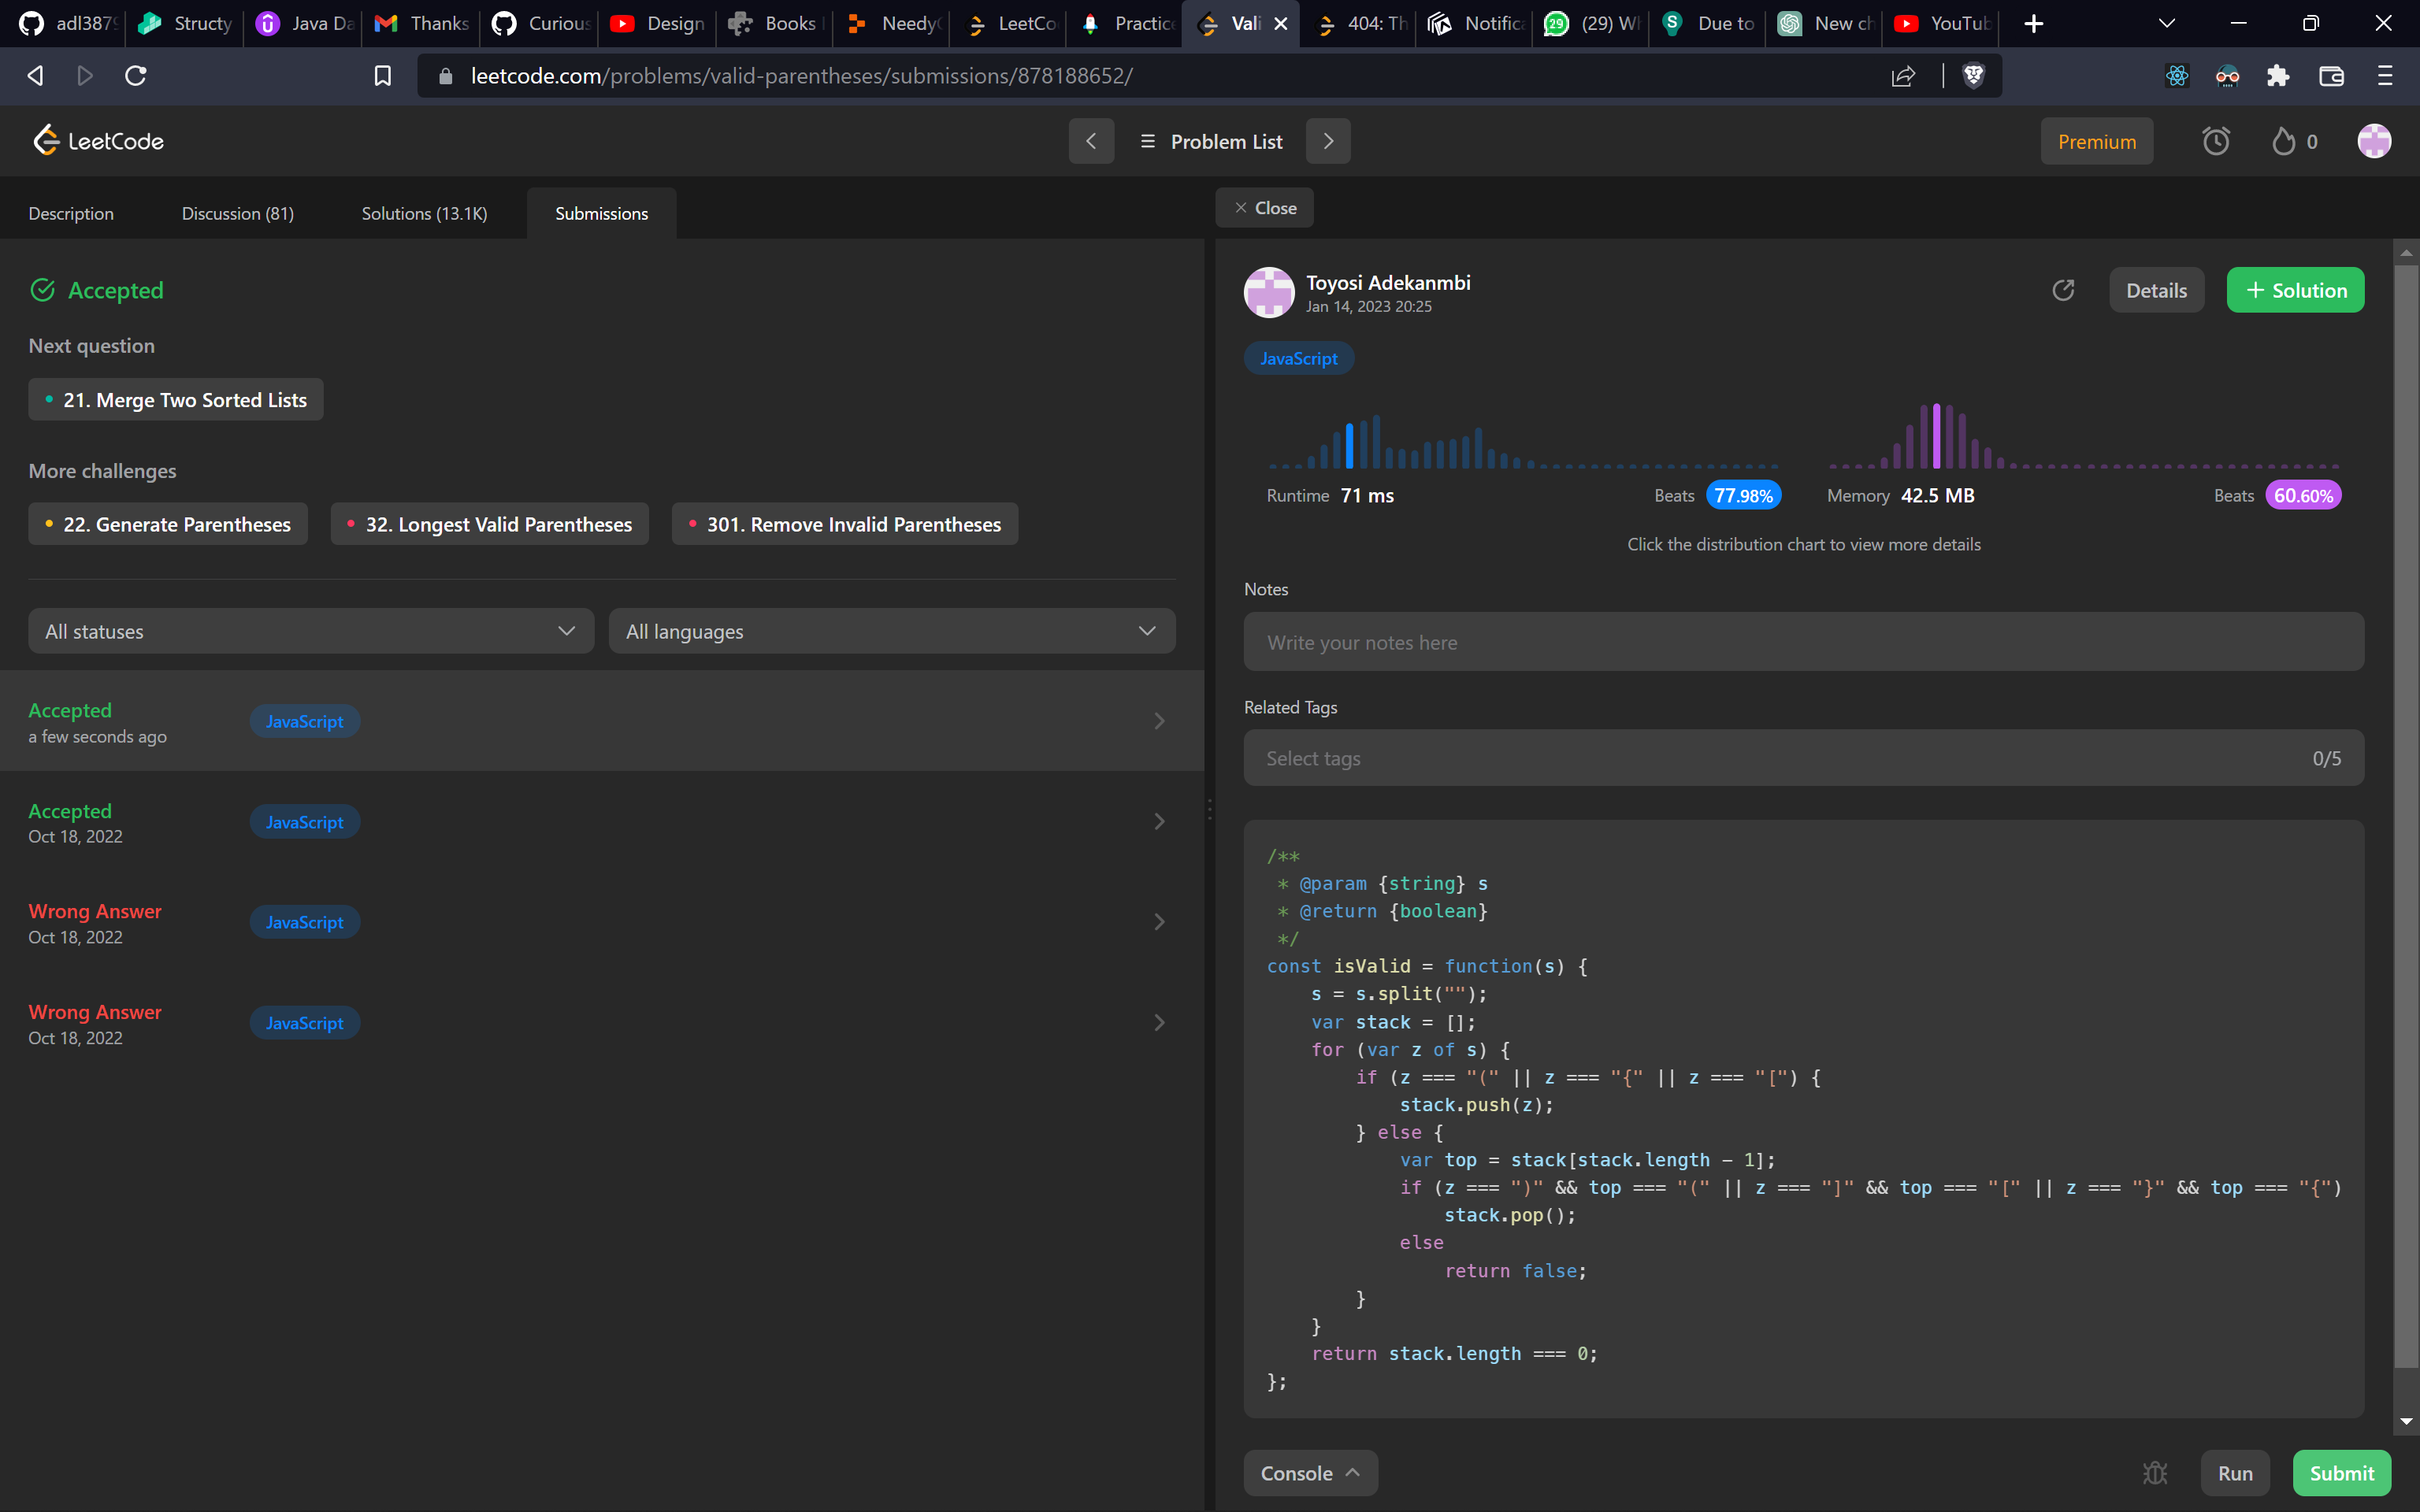 adl387
Structy
Java Da
Thanks
Curious
Design
Books
Needy
LeetCo
Practice
Vali
404: Th
Notifica
(29) Wh
Due to
New ch
YouTub
leetcode.com/problems/valid-parentheses/submissions/878188652/
LeetCode
Problem List
Premium
0
Description
Discussion (81)
Solutions (13.1K)
Submissions
Close
Accepted
Next question
21. Merge Two Sorted Lists
More challenges
22. Generate Parentheses
32. Longest Valid Parentheses
301. Remove Invalid Parentheses
All statuses
All languages
Accepted
a few seconds ago
JavaScript
Accepted
Oct 18, 2022
JavaScript
Wrong Answer
Oct 18, 2022
JavaScript
Wrong Answer
Oct 18, 2022
JavaScript
Toyosi Adekanmbi
Jan 14, 2023 20:25
Details
+ Solution
JavaScript
Runtime 71 ms
Beats 77.98%
Memory 42.5 MB
Beats 60.60%
Click the distribution chart to view more details
Notes
Write your notes here
Related Tags
Select tags
0/5
/**
 * @param {string} s
 * @return {boolean}
 */
const isValid = function(s) {
    s = s.split("");
    var stack = [];
    for (var z of s) {
        if (z === "(" || z === "{" || z === "[") {
            stack.push(z);
        } else {
            var top = stack[stack.length - 1];
            if (z === ")" && top === "(" || z === "]" && top === "[" || z === "}" && top === "{")
                stack.pop();
            else
                return false;
        }
    }
    return stack.length === 0;
};
Console
Run
Submit